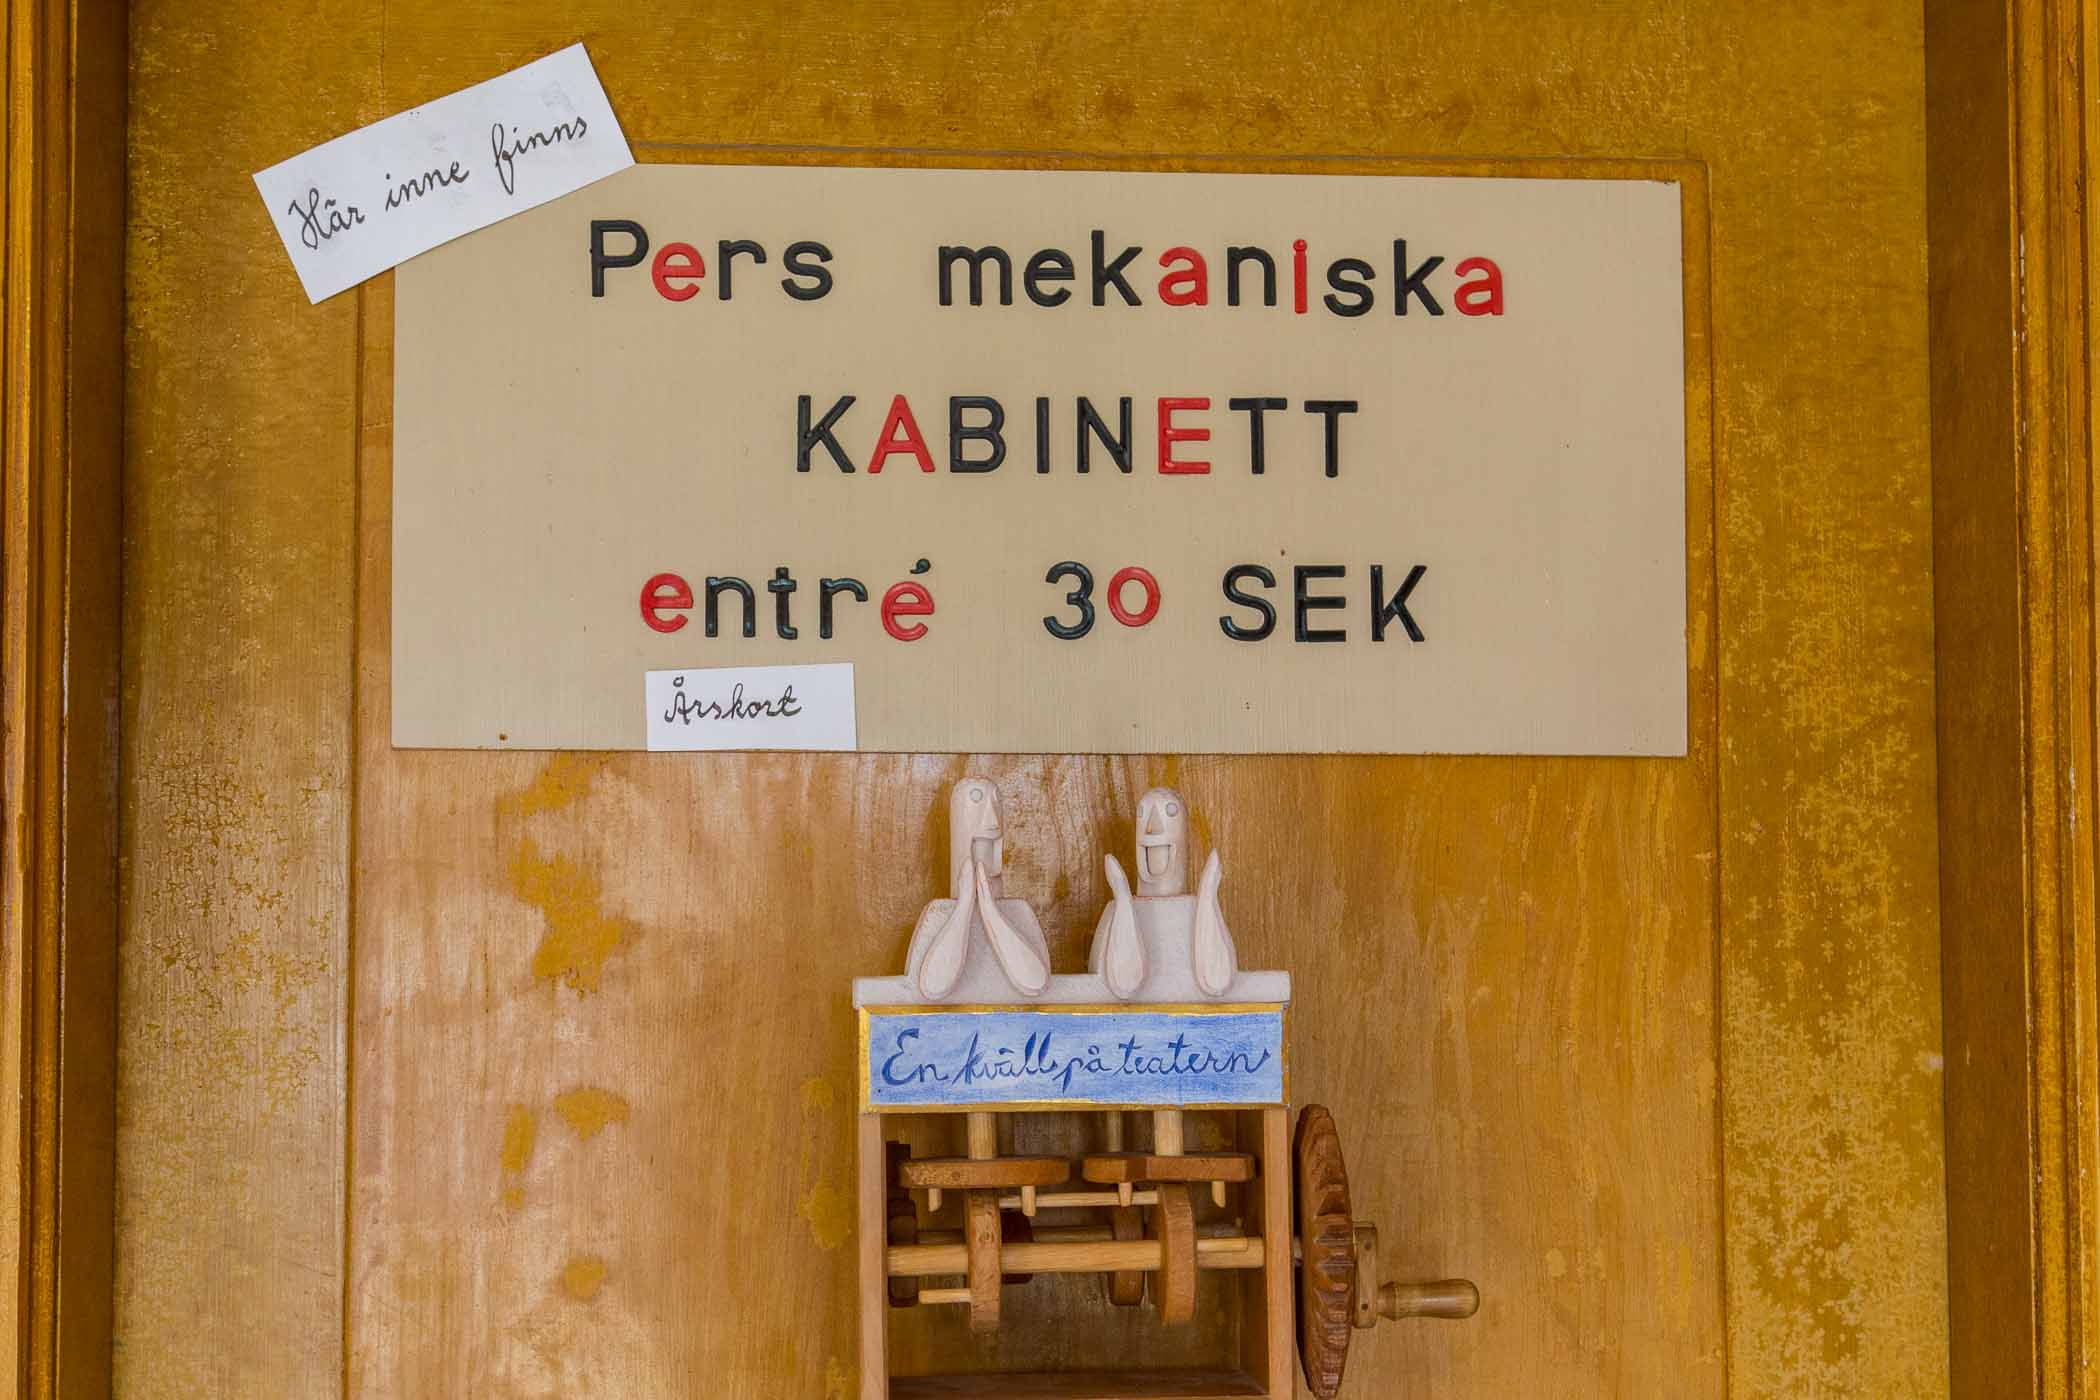 Här inne finns
Pers mekaniska
KABINETT
entré 30 SEK
Årskort
En kväll på teatern